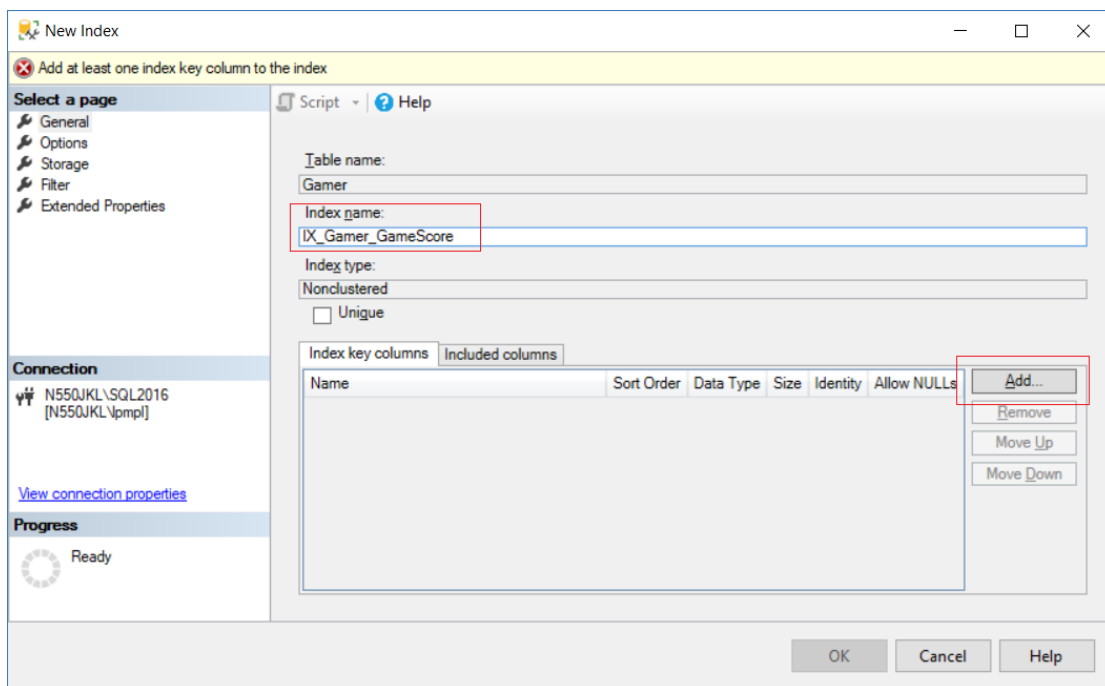 New Index
Add at least one index key column to the index
Select a page
General
Options
Storage
Filter
Extended Properties
Connection
N550JKL\SQL2016
[N550JKL\lpmpl]
View connection properties
Progress
Ready
Script
Help
Table name:
Gamer
Index name:
IX_Gamer_GameScore
Index type:
Nonclustered
Unique
Index key columns
Included columns
Name Sort Order Data Type Size Identity Allow NULLs
Add...
Remove
Move Up
Move Down
OK Cancel Help